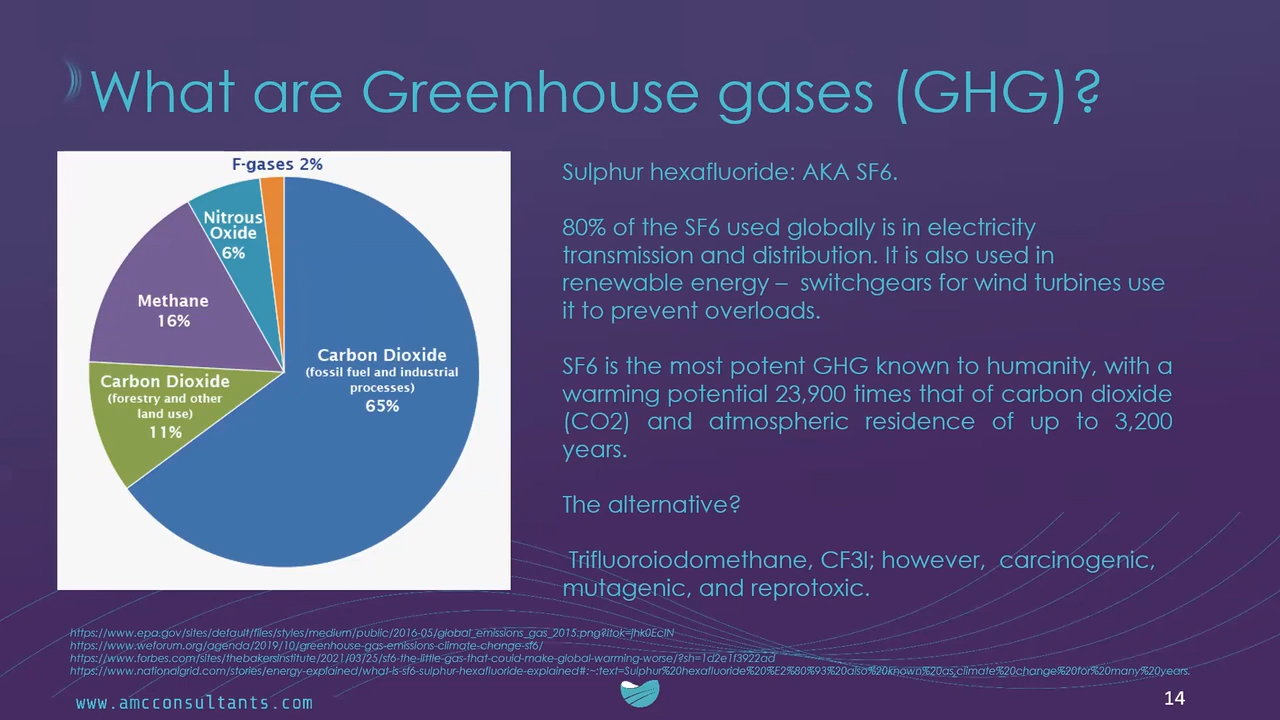 What are Greenhouse gases (GHG)?
F-gases 2%
Nitrous
Oxide
6%
Methane
16%
Carbon Dioxide
(forestry and other
land use)
11%
Carbon Dioxide
(fossil fuel and industrial
processes)
65%
Sulphur hexafluoride: AKA SF6.
80% of the SF6 used globally is in electricity
transmission and distribution. It is also used in
renewable energy – switchgears for wind turbines use
it to prevent overloads.
SF6 is the most potent GHG known to humanity, with a
warming potential 23,900 times that of carbon dioxide
(CO2) and atmospheric residence of up to 3,200
years.
The alternative?
Trifluoroiodomethane, CF3I; however, carcinogenic,
mutagenic, and reprotoxic.
https://www.epa.gov/sites/default/files/styles/medium/public/2016-05/global_emissions_gas_2015.png?itok=jhk0EclN
https://www.weforum.org/agenda/2019/10/greenhouse-gas-emissions-climate-change-sf6/
https://www.forbes.com/sites/thebakersinstitute/2021/03/25/sf6-the-little-gas-that-could-make-global-warming-worse/?sh=1d2e1f3922ad
https://www.nationalgrid.com/stories/energy-explained/what-is-sf6-sulphur-hexafluoride-explained#:~:text=Sulphur%20hexafluoride%20%E2%80%93%20also%20known%20as,climate%20change%20for%20many%20years.
www.amcconsultants.com
14